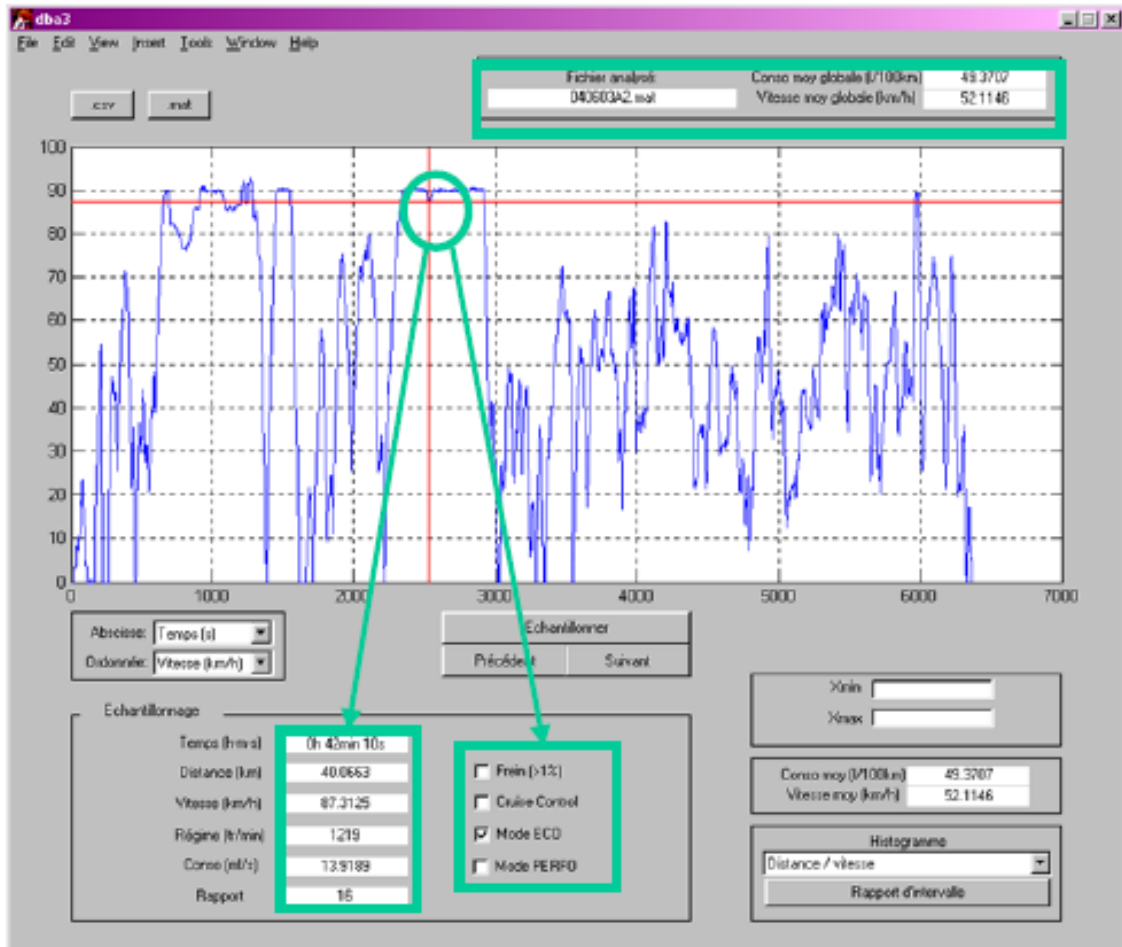 dba3
File Edit View Insert Tools Window Help
Fichier analysé Conso moy globale (l/100km) 49.3707
.csv .mat 040603A2.mat Vitesse moy globale (km/h) 52.1146
100
90
80
70
60
50
40
30
20
10
0
0 1000 2000 3000 4000 5000 6000 7000
Abscisse: Temps (s)
Ordonnée: Vitesse (km/h)
Echantillonner
Précédent Suivant
Xmin
Xmax
Echantillonnage
Temps (h-m-s) 0h 42min 10s
Distance (km) 40.0663
Vitesse (km/h) 87.3125
Régime (tr/min) 1219
Conso (ml/s) 13.9189
Rapport 16
Frein (>1%)
Cruise Control
Mode ECO
Mode PERFO
Conso moy (l/100km) 49.3707
Vitesse moy (km/h) 52.1146
Histogramme
Distance / vitesse
Rapport d'intervalle